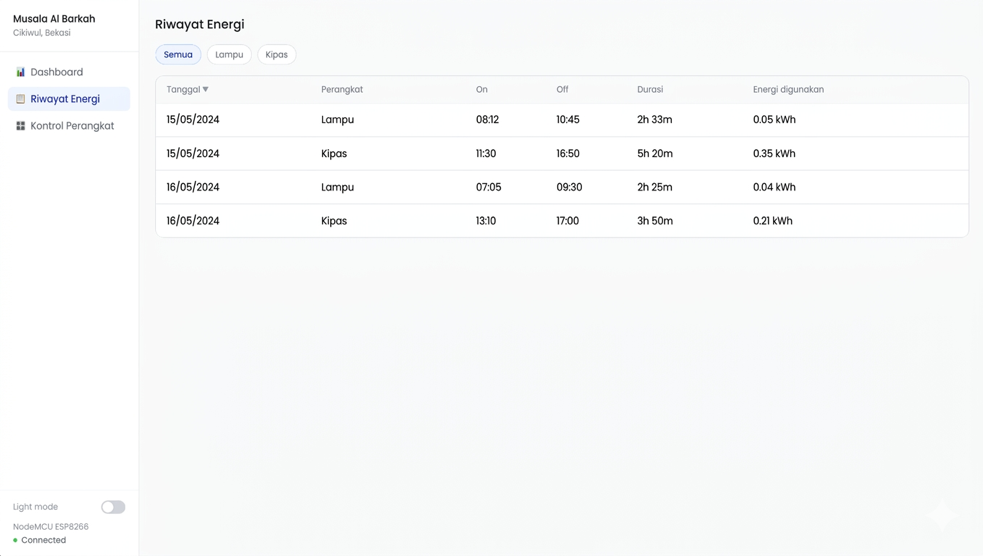 Musala Al Barkah
Cikiwul, Bekasi
Dashboard
Riwayat Energi
Kontrol Perangkat
Light mode
NodeMCU ESP8266
Connected
Riwayat Energi
Semua Lampu Kipas
Tanggal ▼ Perangkat On Off Durasi Energi digunakan
15/05/2024 Lampu 08:12 10:45 2h 33m 0.05 kWh
15/05/2024 Kipas 11:30 16:50 5h 20m 0.35 kWh
16/05/2024 Lampu 07:05 09:30 2h 25m 0.04 kWh
16/05/2024 Kipas 13:10 17:00 3h 50m 0.21 kWh